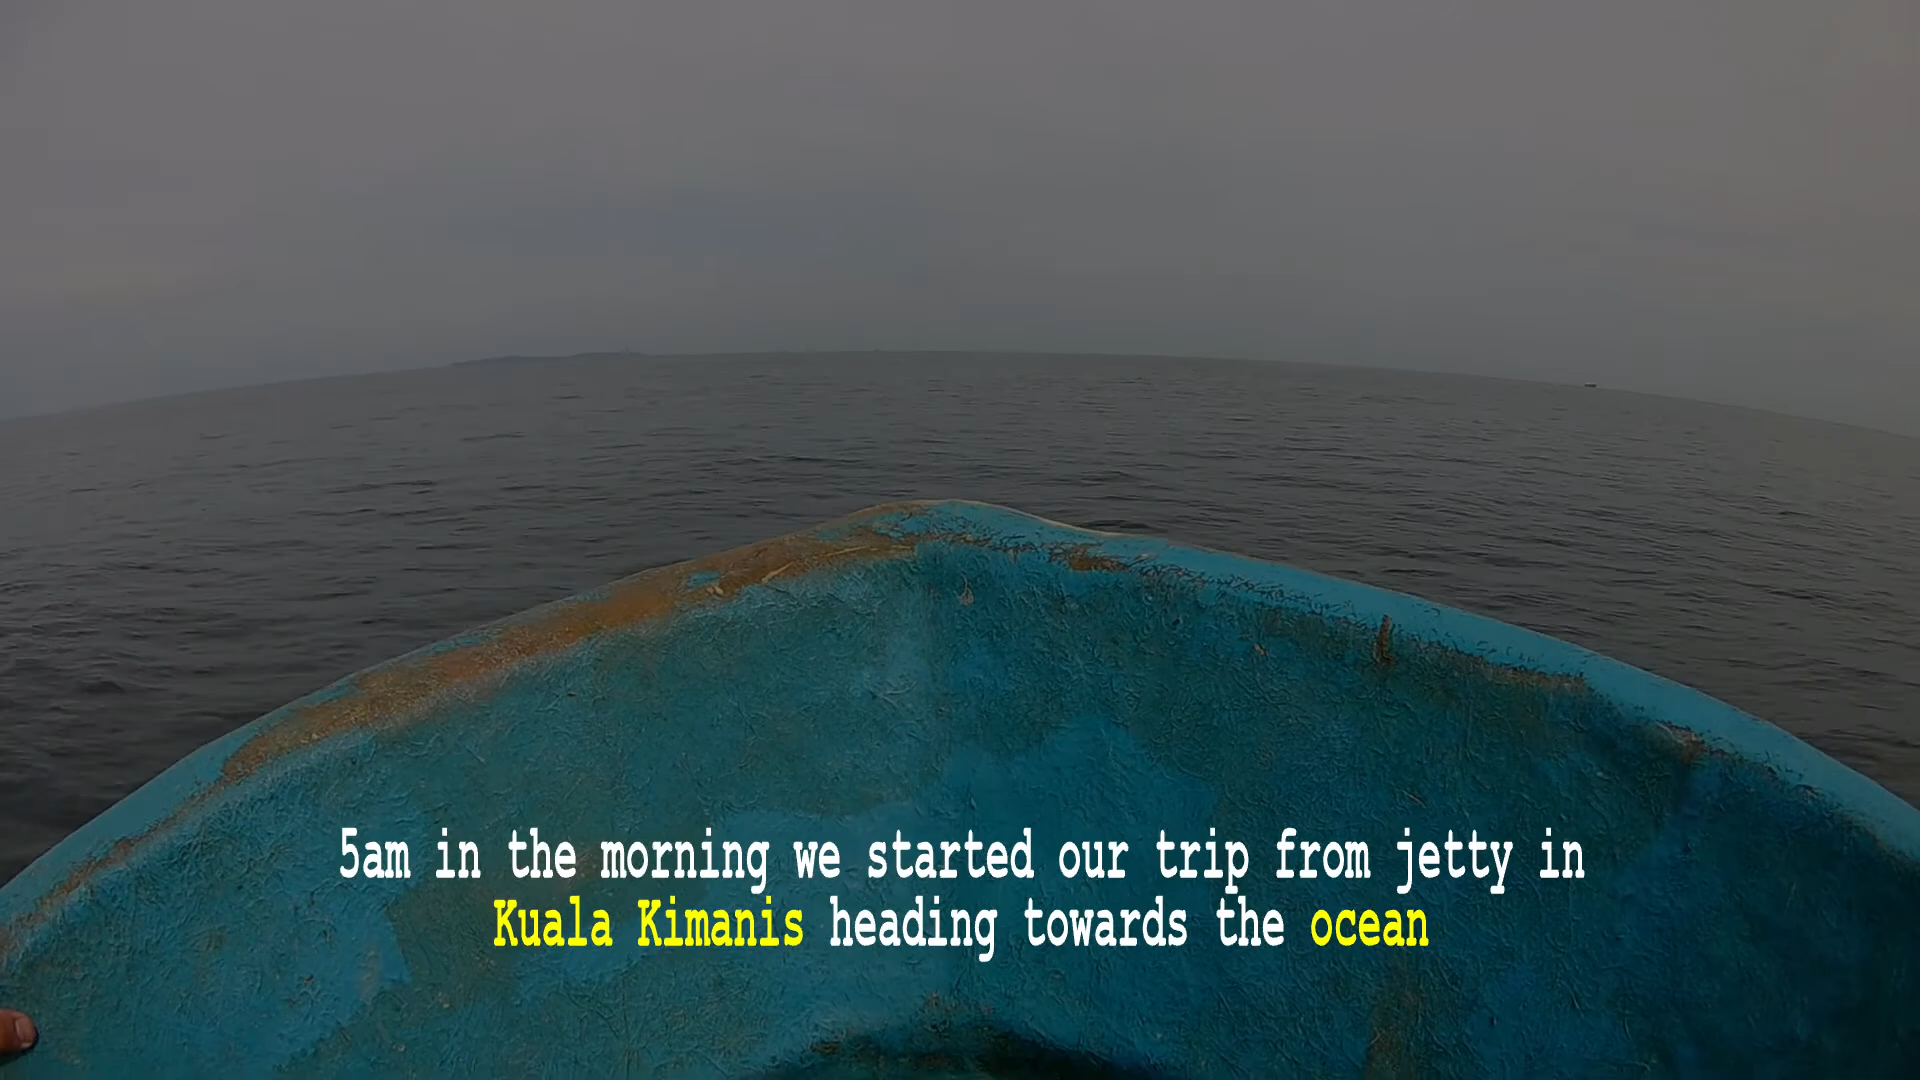 5am in the morning we started our trip from jetty in
Kuala Kimanis heading towards the ocean